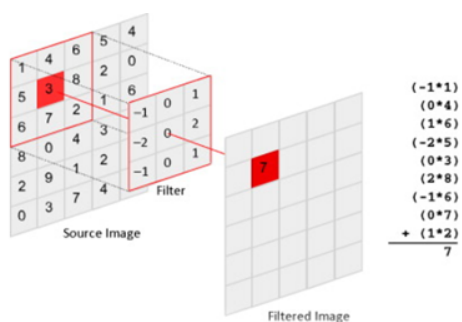 1 4 6 5 4
5 3 8 2 0
6 7 2 1 6
8 0 4 3
2 9 1 2
0 3 7 4
Source Image
−1 0 1
−2 0 2
−1 0 1
Filter
7
Filtered Image
(-1*1)
(0*4)
(1*6)
(-2*5)
(0*3)
(2*8)
(-1*6)
(0*7)
+ (1*2)
7